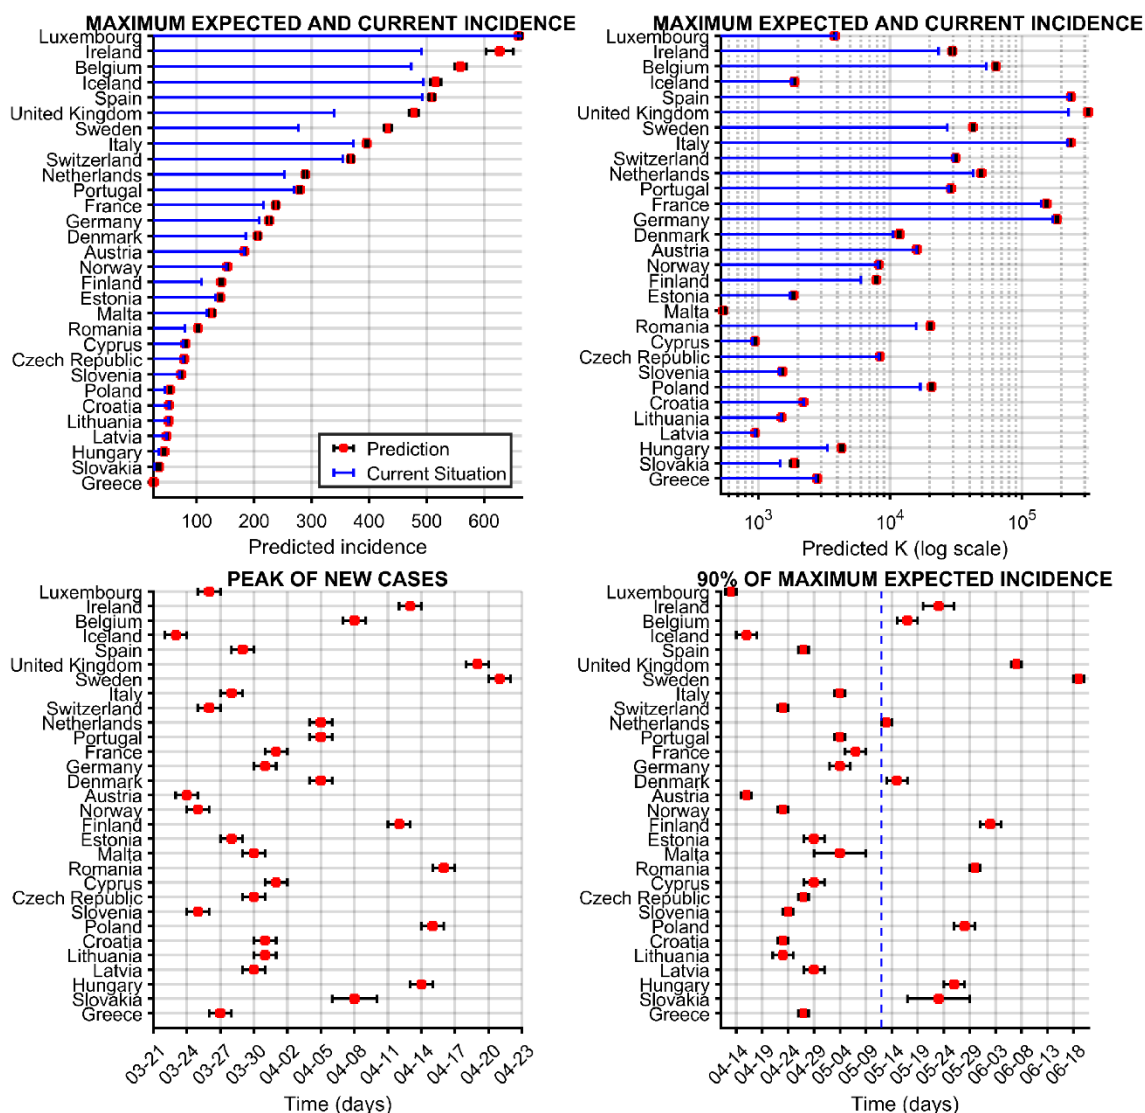 MAXIMUM EXPECTED AND CURRENT INCIDENCE
Luxembourg
Ireland
Belgium
Iceland
Spain
United Kingdom
Sweden
Italy
Switzerland
Netherlands
Portugal
France
Germany
Denmark
Austria
Norway
Finland
Estonia
Malta
Romania
Cyprus
Czech Republic
Slovenia
Poland
Croatia
Lithuania
Latvia
Hungary
Slovakia
Greece
Prediction
Current Situation
100 200 300 400 500 600
Predicted incidence
MAXIMUM EXPECTED AND CURRENT INCIDENCE
Luxembourg
Ireland
Belgium
Iceland
Spain
United Kingdom
Sweden
Italy
Switzerland
Netherlands
Portugal
France
Germany
Denmark
Austria
Norway
Finland
Estonia
Malta
Romania
Cyprus
Czech Republic
Slovenia
Poland
Croatia
Lithuania
Latvia
Hungary
Slovakia
Greece
10³ 10⁴ 10⁵
Predicted K (log scale)
PEAK OF NEW CASES
Luxembourg
Ireland
Belgium
Iceland
Spain
United Kingdom
Sweden
Italy
Switzerland
Netherlands
Portugal
France
Germany
Denmark
Austria
Norway
Finland
Estonia
Malta
Romania
Cyprus
Czech Republic
Slovenia
Poland
Croatia
Lithuania
Latvia
Hungary
Slovakia
Greece
03-21 03-24 03-27 03-30 04-02 04-05 04-08 04-11 04-14 04-17 04-20 04-23
Time (days)
90% OF MAXIMUM EXPECTED INCIDENCE
Luxembourg
Ireland
Belgium
Iceland
Spain
United Kingdom
Sweden
Italy
Switzerland
Netherlands
Portugal
France
Germany
Denmark
Austria
Norway
Finland
Estonia
Malta
Romania
Cyprus
Czech Republic
Slovenia
Poland
Croatia
Lithuania
Latvia
Hungary
Slovakia
Greece
04-14 04-19 04-24 04-29 05-04 05-09 05-14 05-19 05-24 05-29 06-03 06-08 06-13 06-18
Time (days)